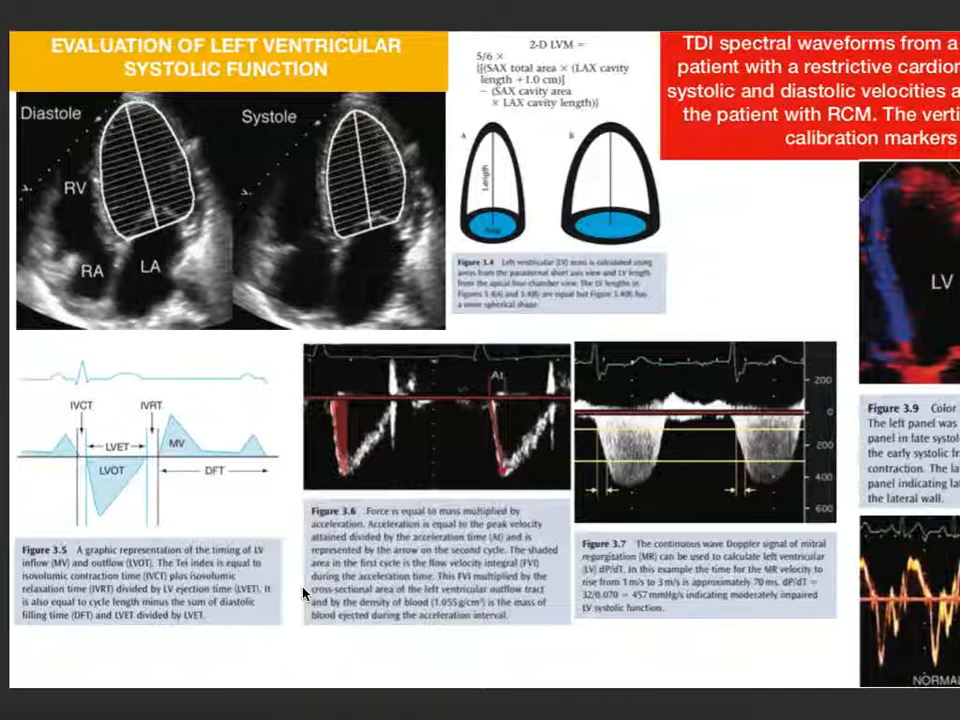 EVALUATION OF LEFT VENTRICULAR
SYSTOLIC FUNCTION
Diastole
RV
RA
LA
Systole
2-D LVM =
5/6 ×
[[(SAX total area × (LAX cavity
length +1.0 cm)]
− (SAX cavity area
× LAX cavity length)]
A
B
Length
Figure 3.4 Left ventricular (LV) mass is calculated using
areas from the parasternal short axis view and LV length
from the apical four-chamber view. The LV lengths in
Figures 3.4(A) and 3.4(B) are equal but Figure 3.4(B) has
a more spherical shape.
TDI spectral waveforms from a
patient with a restrictive cardio
systolic and diastolic velocities a
the patient with RCM. The verti
calibration markers
LV
IVCT
IVRT
LVET
MV
LVOT
DFT
Figure 3.5 A graphic representation of the timing of LV
inflow (MV) and outflow (LVOT). The Tei index is equal to
isovolumic contraction time (IVCT) plus isovolumic
relaxation time (IVRT) divided by LV ejection time (LVET). It
is also equal to cycle length minus the sum of diastolic
filling time (DFT) and LVET divided by LVET.
At
Figure 3.6 Force is equal to mass multiplied by
acceleration. Acceleration is equal to the peak velocity
attained divided by the acceleration time (At) and is
represented by the arrow on the second cycle. The shaded
area in the first cycle is the flow velocity integral (FVI)
during the acceleration time. This FVI multiplied by the
cross-sectional area of the left ventricular outflow tract
and by the density of blood (1.055 g/cm³) is the mass of
blood ejected during the acceleration interval.
200
0
200
400
600
Figure 3.7 The continuous wave Doppler signal of mitral
regurgitation (MR) can be used to calculate left ventricular
(LV) dP/dT. In this example the time for the MR velocity to
rise from 1 m/s to 3 m/s is approximately 70 ms. dP/dT =
32/0.070 = 457 mmHg/s indicating moderately impaired
LV systolic function.
Figure 3.9 Color
The left panel was
panel in late systol
the early systolic fr
contraction. The la
panel indicating lat
the lateral wall.
NORMAL